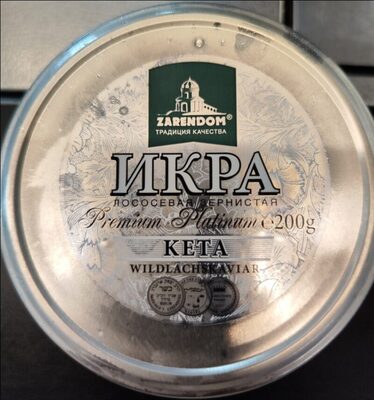 ZARENDOM®
ТРАДИЦИЯ КАЧЕСТВА
ИКРА
ЛОСОСЕВАЯ ЗЕРНИСТАЯ
Premium Platinum ℮200g
КЕТА
WILDLACHSKAVIAR